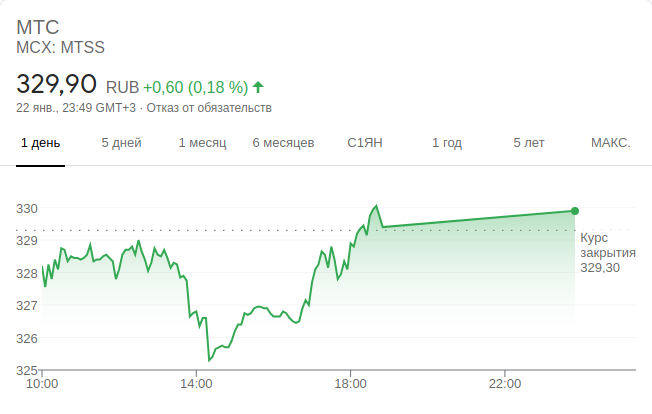 МТС
MCX: MTSS
329,90 RUB +0,60 (0,18 %)
22 янв., 23:49 GMT+3 · Отказ от обязательств
1 день 5 дней 1 месяц 6 месяцев С1ЯН 1 год 5 лет МАКС.
330
329
328
327
326
325
Курс
закрытия
329,30
10:00 14:00 18:00 22:00